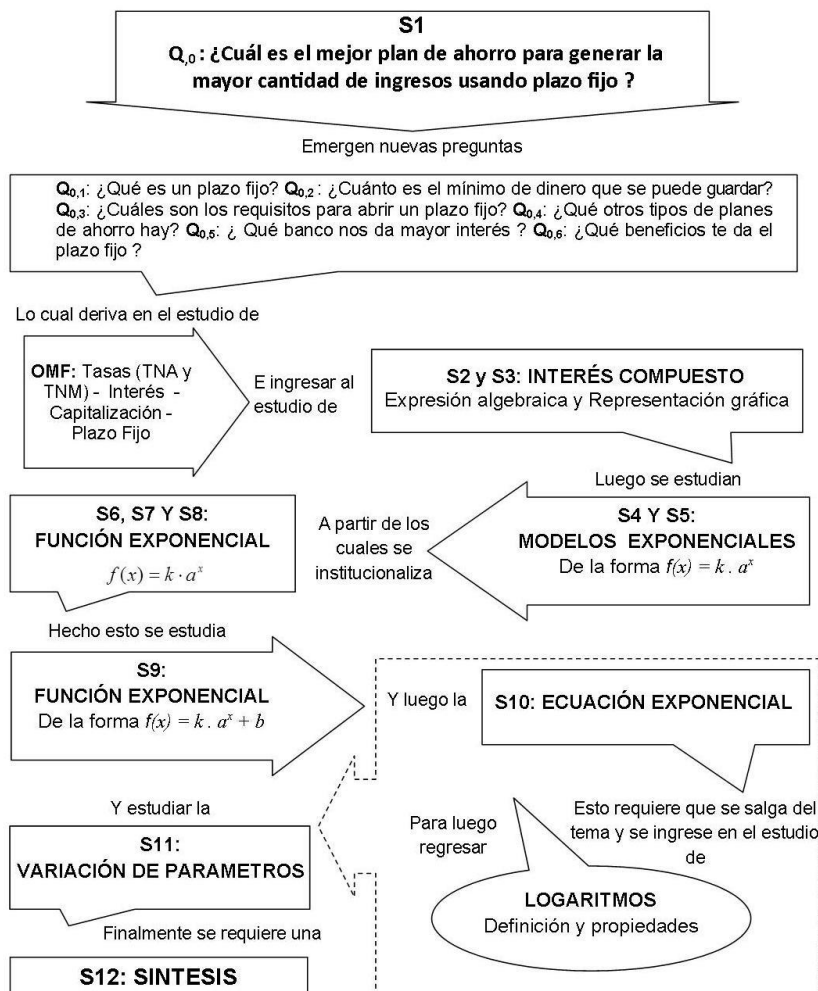 S1
Q,0 : ¿Cuál es el mejor plan de ahorro para generar la
mayor cantidad de ingresos usando plazo fijo ?
Emergen nuevas preguntas
Q0,1: ¿Qué es un plazo fijo? Q0,2 : ¿Cuánto es el mínimo de dinero que se puede guardar?
Q0,3: ¿Cuáles son los requisitos para abrir un plazo fijo? Q0,4: ¿Qué otros tipos de planes
de ahorro hay? Q0,5: ¿ Qué banco nos da mayor interés ? Q0,6: ¿Qué beneficios te da el
plazo fijo ?
Lo cual deriva en el estudio de
OMF: Tasas (TNA y
TNM) - Interés -
Capitalización -
Plazo Fijo
E ingresar al
estudio de
S2 y S3: INTERÉS COMPUESTO
Expresión algebraica y Representación gráfica
Luego se estudian
S4 Y S5:
MODELOS EXPONENCIALES
De la forma f(x) = k . a^x
A partir de los
cuales se
institucionaliza
S6, S7 Y S8:
FUNCIÓN EXPONENCIAL
f(x) = k · a^x
Hecho esto se estudia
S9:
FUNCIÓN EXPONENCIAL
De la forma f(x) = k . a^x + b
Y luego la
S10: ECUACIÓN EXPONENCIAL
Esto requiere que se salga del
tema y se ingrese en el estudio
de
LOGARITMOS
Definición y propiedades
Para luego
regresar
Y estudiar la
S11:
VARIACIÓN DE PARAMETROS
Finalmente se requiere una
S12: SINTESIS